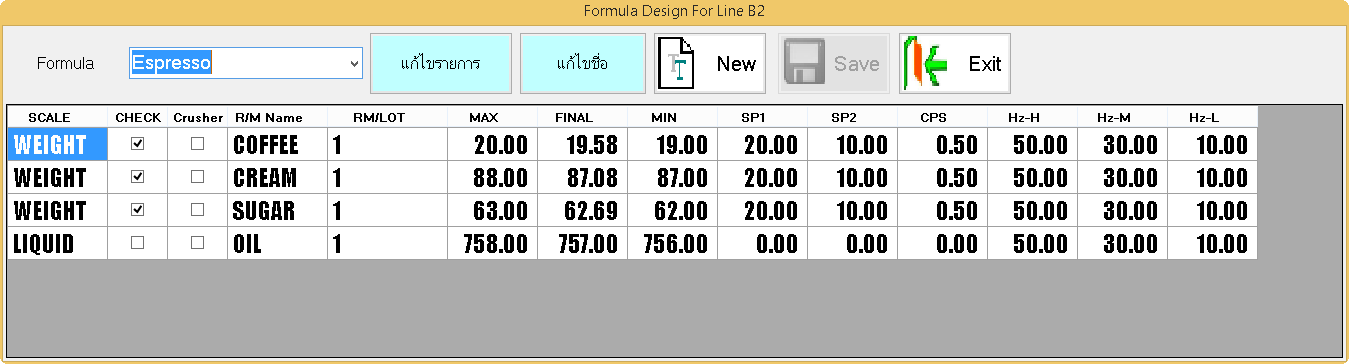 Formula Design For Line B2
Formula Espresso แก้ไขรายการ แก้ไขชื่อ New Save Exit
SCALE CHECK Crusher R/M Name RM/LOT MAX FINAL MIN SP1 SP2 CPS Hz-H Hz-M Hz-L
WEIGHT COFFEE 1 20.00 19.58 19.00 20.00 10.00 0.50 50.00 30.00 10.00
WEIGHT CREAM 1 88.00 87.08 87.00 20.00 10.00 0.50 50.00 30.00 10.00
WEIGHT SUGAR 1 63.00 62.69 62.00 20.00 10.00 0.50 50.00 30.00 10.00
LIQUID OIL 1 758.00 757.00 756.00 0.00 0.00 0.00 50.00 30.00 10.00